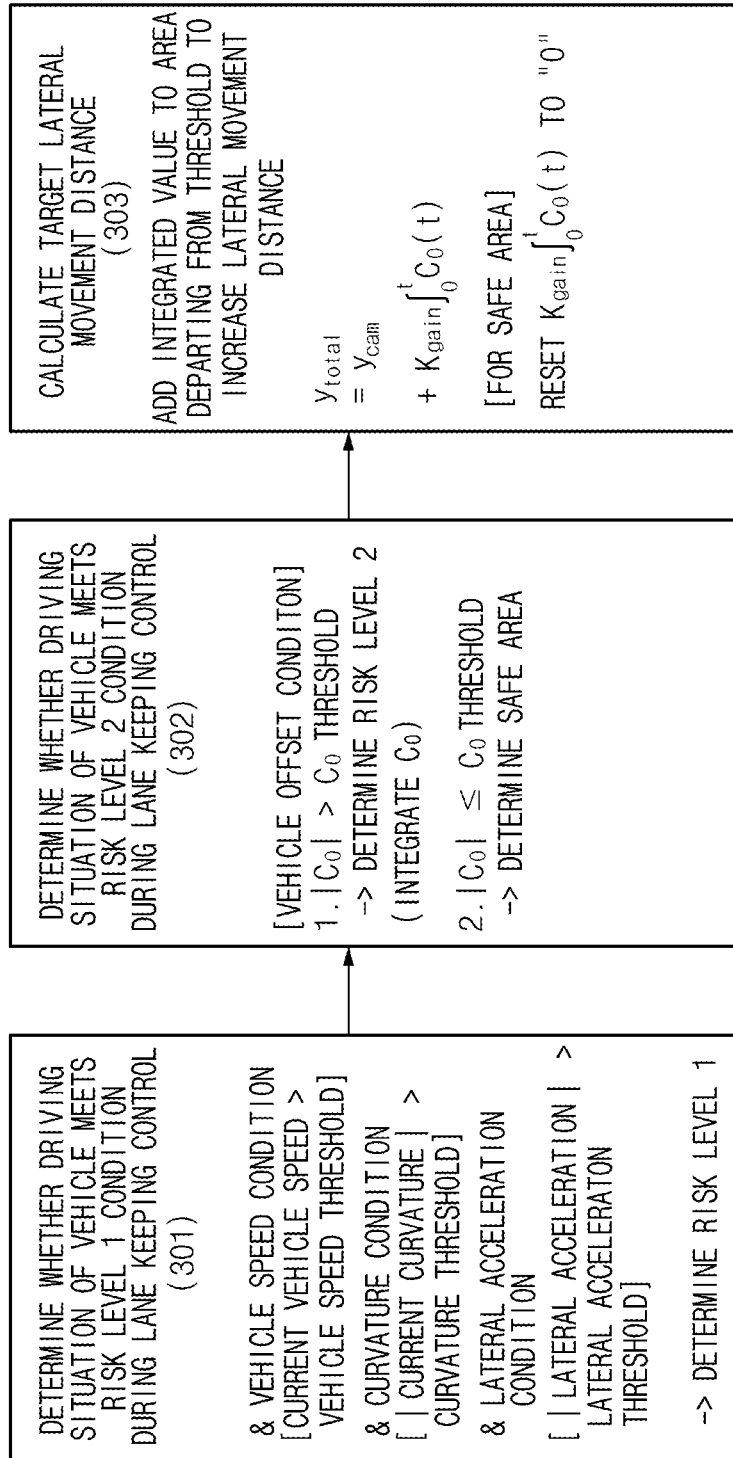 DETERMINE WHETHER DRIVING
SITUATION OF VEHICLE MEETS
RISK LEVEL 1 CONDITION
DURING LANE KEEPING CONTROL
(301)
& VEHICLE SPEED CONDITION
[CURRENT VEHICLE SPEED >
VEHICLE SPEED THRESHOLD]
& CURVATURE CONDITION
[ | CURRENT CURVATURE | >
CURVATURE THRESHOLD]
& LATERAL ACCELERATION
CONDITION
[ | LATERAL ACCELERATION | >
LATERAL ACCELERATON
THRESHOLD]
-> DETERMINE RISK LEVEL 1
DETERMINE WHETHER DRIVING
SITUATION OF VEHICLE MEETS
RISK LEVEL 2 CONDITION
DURING LANE KEEPING CONTROL
(302)
[VEHICLE OFFSET CONDITON]
1. |C₀| > C₀ THRESHOLD
-> DETERMINE RISK LEVEL 2
(INTEGRATE C₀)
2. |C₀| ≤ C₀ THRESHOLD
-> DETERMINE SAFE AREA
CALCULATE TARGET LATERAL
MOVEMENT DISTANCE
(303)
ADD INTEGRATED VALUE TO AREA
DEPARTING FROM THRESHOLD TO
INCREASE LATERAL MOVEMENT
DISTANCE
y_total
= y_cam
+ K_gain∫₀ᵗ C₀(t)
[FOR SAFE AREA]
RESET K_gain∫₀ᵗ C₀(t) TO "0"